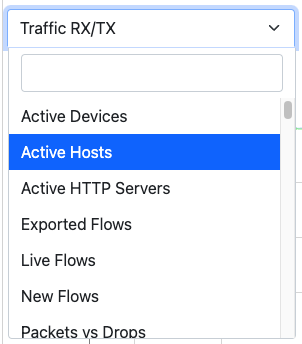 Traffic RX/TX
Active Devices
Active Hosts
Active HTTP Servers
Exported Flows
Live Flows
New Flows
Packets vs Drops